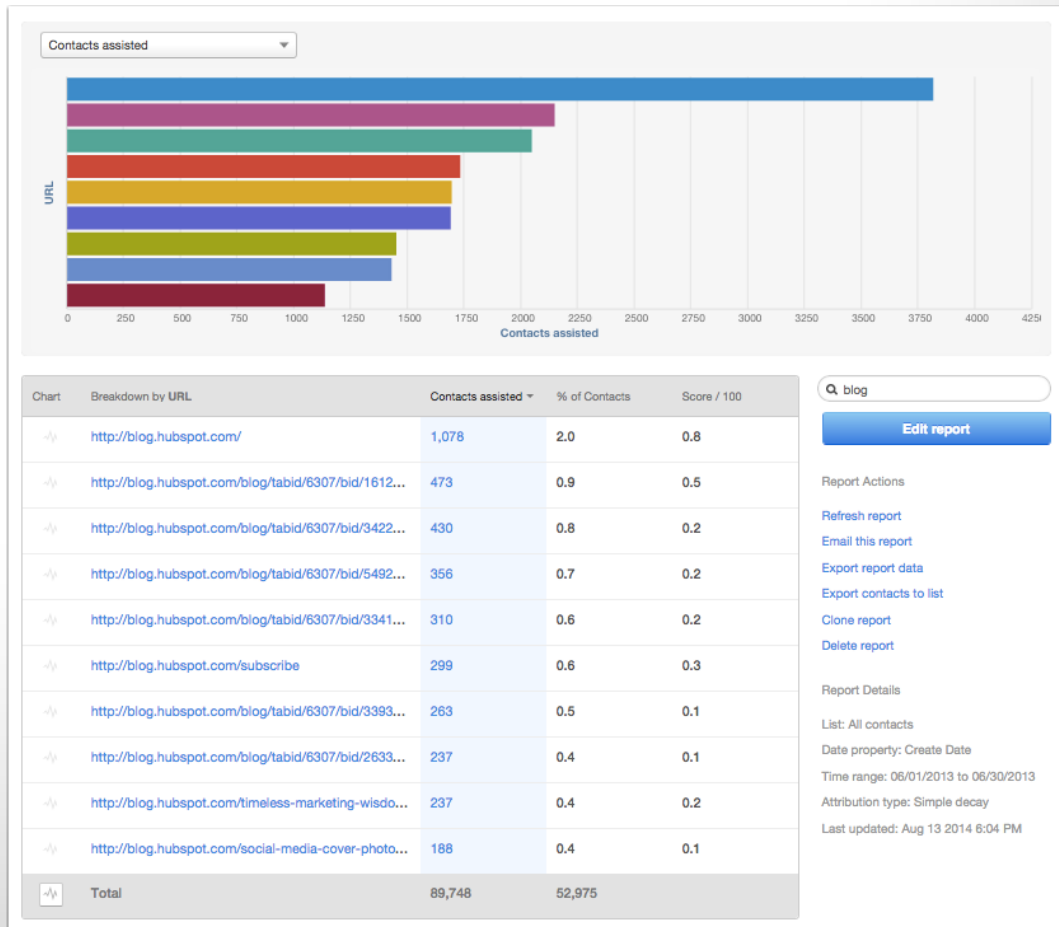 Contacts assisted
URL
0 250 500 750 1000 1250 1500 1750 2000 2250 2500 2750 3000 3250 3500 3750 4000 425
Contacts assisted
Chart Breakdown by URL Contacts assisted % of Contacts Score / 100
http://blog.hubspot.com/ 1,078 2.0 0.8
http://blog.hubspot.com/blog/tabid/6307/bid/1612... 473 0.9 0.5
http://blog.hubspot.com/blog/tabid/6307/bid/3422... 430 0.8 0.2
http://blog.hubspot.com/blog/tabid/6307/bid/5492... 356 0.7 0.2
http://blog.hubspot.com/blog/tabid/6307/bid/3341... 310 0.6 0.2
http://blog.hubspot.com/subscribe 299 0.6 0.3
http://blog.hubspot.com/blog/tabid/6307/bid/3393... 263 0.5 0.1
http://blog.hubspot.com/blog/tabid/6307/bid/2633... 237 0.4 0.1
http://blog.hubspot.com/timeless-marketing-wisdo... 237 0.4 0.2
http://blog.hubspot.com/social-media-cover-photo... 188 0.4 0.1
Total 89,748 52,975
blog
Edit report
Report Actions
Refresh report
Email this report
Export report data
Export contacts to list
Clone report
Delete report
Report Details
List: All contacts
Date property: Create Date
Time range: 06/01/2013 to 06/30/2013
Attribution type: Simple decay
Last updated: Aug 13 2014 6:04 PM